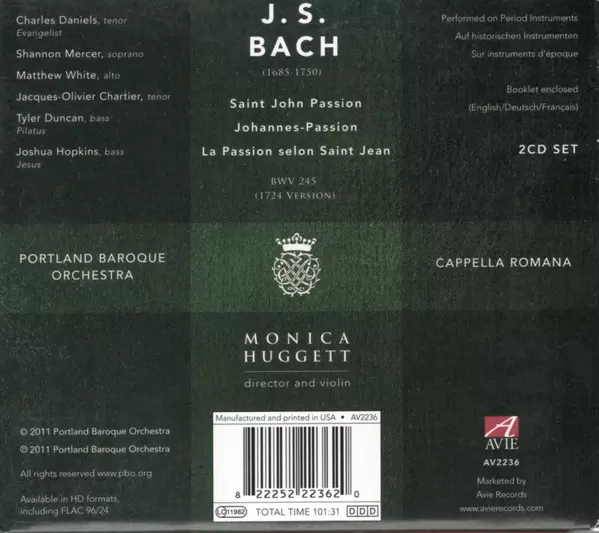 Charles Daniels, tenor
Evangelist
Shannon Mercer, soprano
Matthew White, alto
Jacques-Olivier Chartier, tenor
Tyler Duncan, bass
Pilatus
Joshua Hopkins, bass
Jesus
J. S.
BACH
(1685-1750)
Saint John Passion
Johannes-Passion
La Passion selon Saint Jean
BWV 245
(1724 VERSION)
Performed on Period Instruments
Auf historischen Instrumenten
Sur instruments d'époque
Booklet enclosed
(English/Deutsch/Français)
2CD SET
PORTLAND BAROQUE
ORCHESTRA
CAPPELLA ROMANA
MONICA
HUGGETT
director and violin
© 2011 Portland Baroque Orchestra
℗ 2011 Portland Baroque Orchestra
All rights reserved www.pbo.org
Available in HD formats,
including FLAC 96/24
Manufactured and printed in USA • AV2236
8 22252 22362 0
LC11982 TOTAL TIME 101:31 DDD
A
AVIE
AV2236
Marketed by
Avie Records
www.avierecords.com